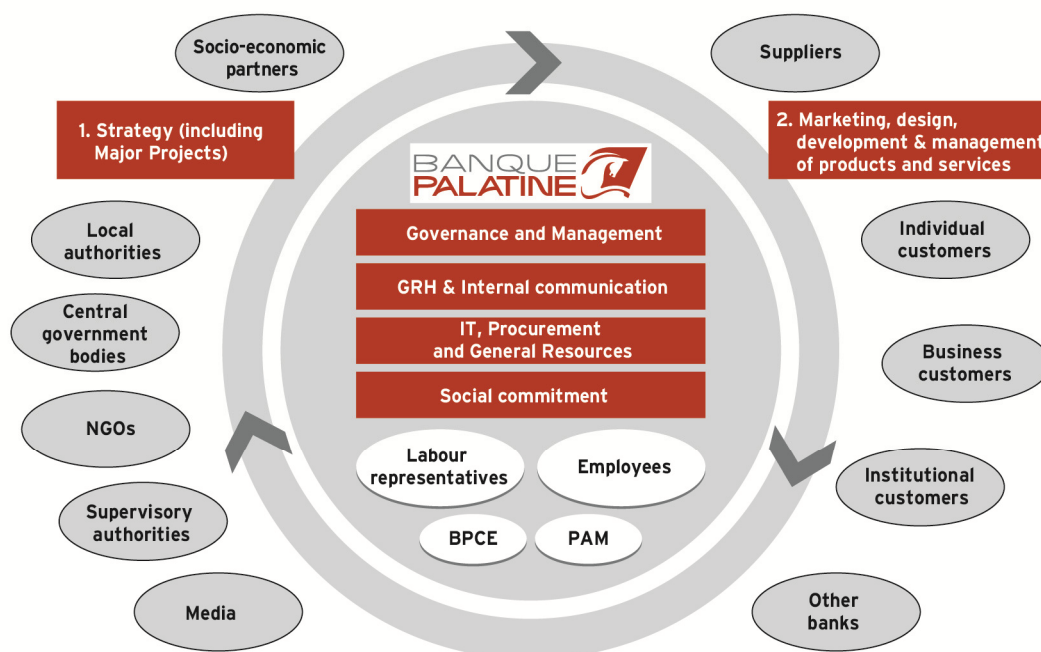 Socio-economic
partners
Suppliers
1. Strategy (including
Major Projects)
2. Marketing, design,
development & management
of products and services
BANQUE
PALATINE
Local
authorities
Governance and Management
Individual
customers
GRH & Internal communication
Central
government
bodies
IT, Procurement
and General Resources
Business
customers
Social commitment
NGOs
Labour
representatives
Employees
Institutional
customers
Supervisory
authorities
BPCE
PAM
Media
Other
banks